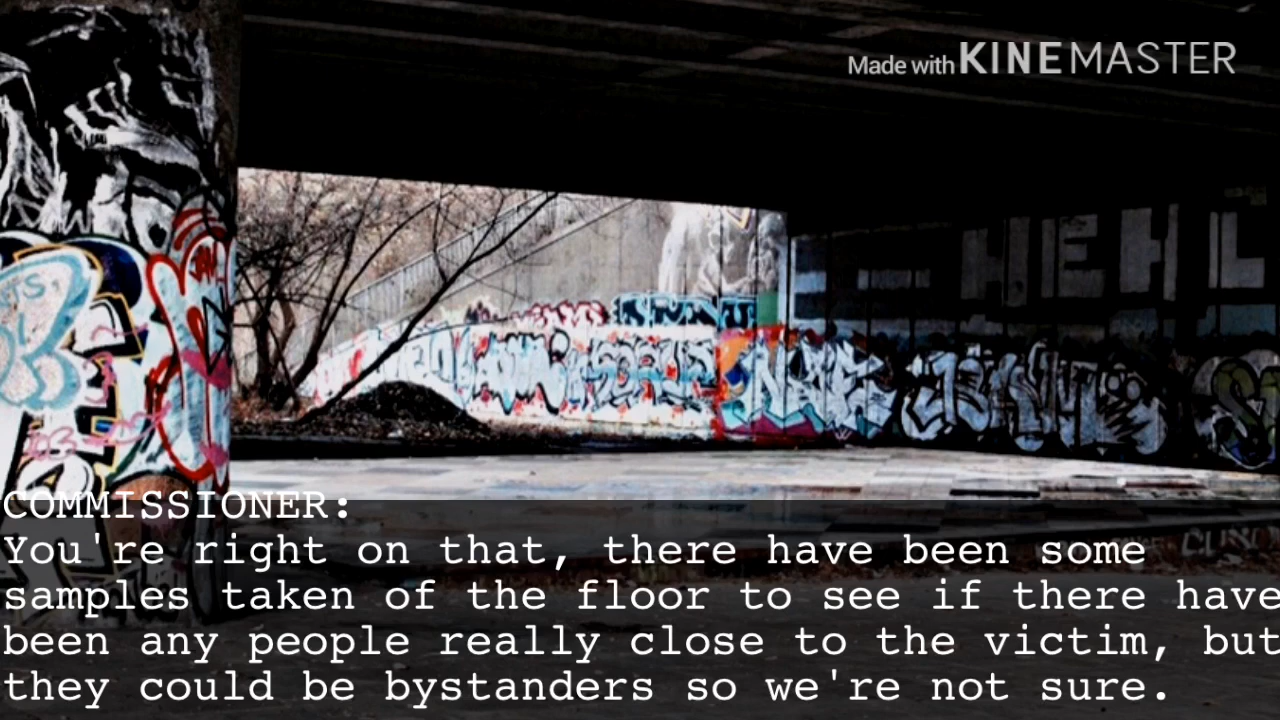 Made with KINEMASTER
HEHL
COMMISSIONER:
You're right on that, there have been some
samples taken of the floor to see if there have
been any people really close to the victim, but
they could be bystanders so we're not sure.